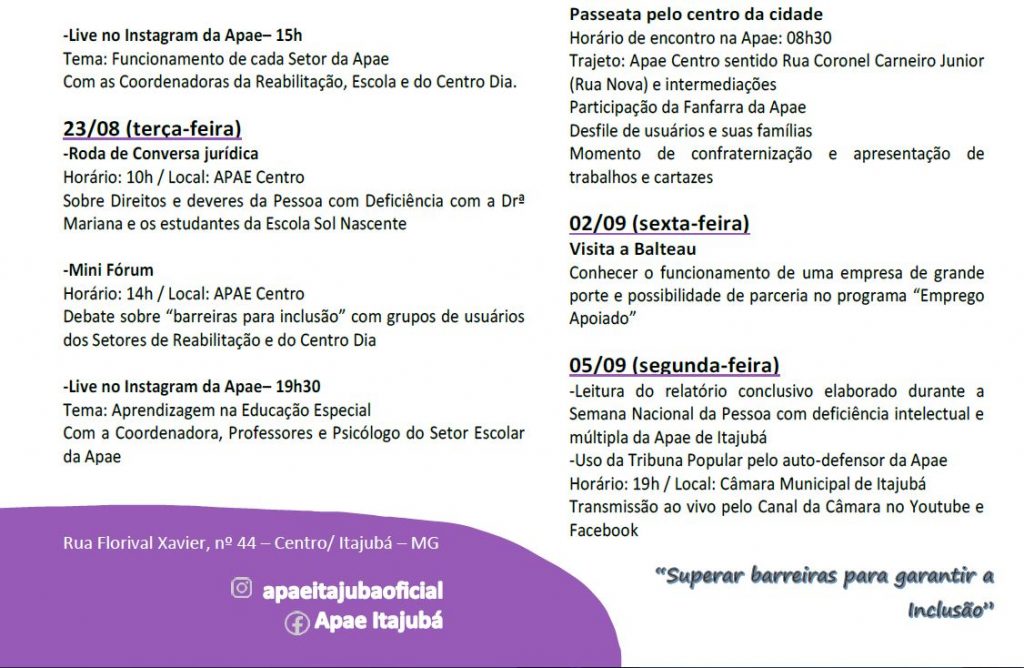 -Live no Instagram da Apae– 15h
Tema: Funcionamento de cada Setor da Apae
Com as Coordenadoras da Reabilitação, Escola e do Centro Dia.
23/08 (terça-feira)
-Roda de Conversa jurídica
Horário: 10h / Local: APAE Centro
Sobre Direitos e deveres da Pessoa com Deficiência com a Drª
Mariana e os estudantes da Escola Sol Nascente
-Mini Fórum
Horário: 14h / Local: APAE Centro
Debate sobre “barreiras para inclusão” com grupos de usuários
dos Setores de Reabilitação e do Centro Dia
-Live no Instagram da Apae– 19h30
Tema: Aprendizagem na Educação Especial
Com a Coordenadora, Professores e Psicólogo do Setor Escolar
da Apae
Rua Florival Xavier, nº 44 – Centro/ Itajubá – MG
apaeitajubaoficial
Apae Itajubá
Passeata pelo centro da cidade
Horário de encontro na Apae: 08h30
Trajeto: Apae Centro sentido Rua Coronel Carneiro Junior
(Rua Nova) e intermediações
Participação da Fanfarra da Apae
Desfile de usuários e suas famílias
Momento de confraternização e apresentação de
trabalhos e cartazes
02/09 (sexta-feira)
Visita a Balteau
Conhecer o funcionamento de uma empresa de grande
porte e possibilidade de parceria no programa “Emprego
Apoiado”
05/09 (segunda-feira)
-Leitura do relatório conclusivo elaborado durante a
Semana Nacional da Pessoa com deficiência intelectual e
múltipla da Apae de Itajubá
-Uso da Tribuna Popular pelo auto-defensor da Apae
Horário: 19h / Local: Câmara Municipal de Itajubá
Transmissão ao vivo pelo Canal da Câmara no Youtube e
Facebook
“Superar barreiras para garantir a
Inclusão”